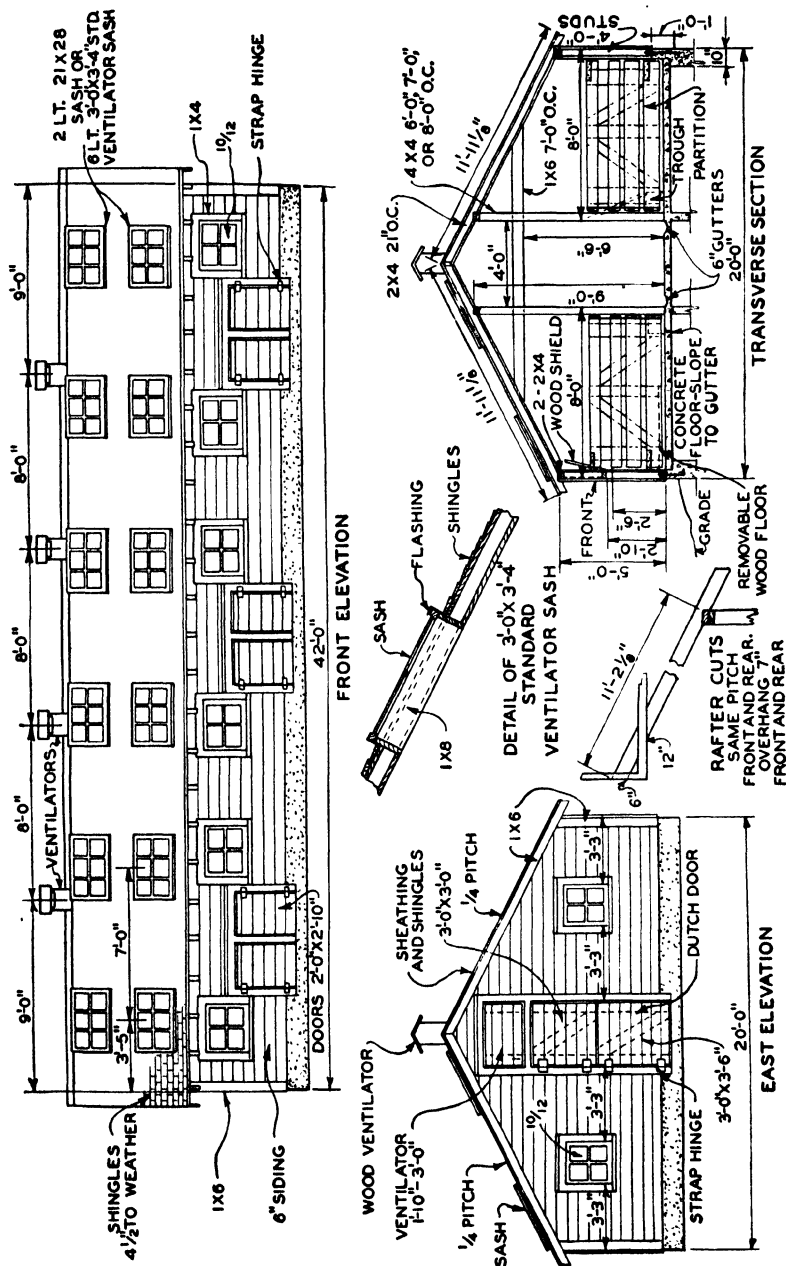 9'-0"
8'-0"
8'-0"
8'-0"
9'-0"
VENTILATORS
2 LT. 21X28
SASH OR
6 LT. 3'-0X3'-4" STD.
VENTILATOR SASH
1X4
10/12
STRAP HINGE
7'-0"
3'-5"
SHINGLES
4 1/2" TO WEATHER
1X6
6" SIDING
DOORS 2'-0"X2'-10"
42'-0"
FRONT ELEVATION
WOOD VENTILATOR
VENTILATOR
1'-10"-3'-0"
1/4 PITCH
SASH
SHEATHING
AND SHINGLES
3'-0"X3'-0"
1/4 PITCH
1X6
10/12
3'-3"
3'-3"
3'-3"
3'-3"
STRAP HINGE
3'-0"X3'-6"
DUTCH DOOR
20'-0"
EAST ELEVATION
SASH
FLASHING
SHINGLES
1X8
DETAIL OF 3'-0"X 3'-4"
STANDARD
VENTILATOR SASH
11'-2 1/8"
6"
12"
RAFTER CUTS
SAME PITCH
FRONT AND REAR.
OVERHANG 7"
FRONT AND REAR
2X4 21" O.C.
4 X4 6'-0", 7'-0",
OR 8'-0" O.C.
11'-11 1/8"
11'-11 1/8"
1X6 7'-0" O.C.
2 - 2X4
WOOD SHIELD
8'-0"
4'-0"
8'-0"
9'-0"
6'-6"
4'-0"
STUDS
1'-0"
10"
FRONT
5'-0"
2'-10"
2'-6"
GRADE
REMOVABLE
WOOD FLOOR
CONCRETE
FLOOR-SLOPE
TO GUTTER
6" GUTTERS
20'-0"
TROUGH
PARTITION
TRANSVERSE SECTION